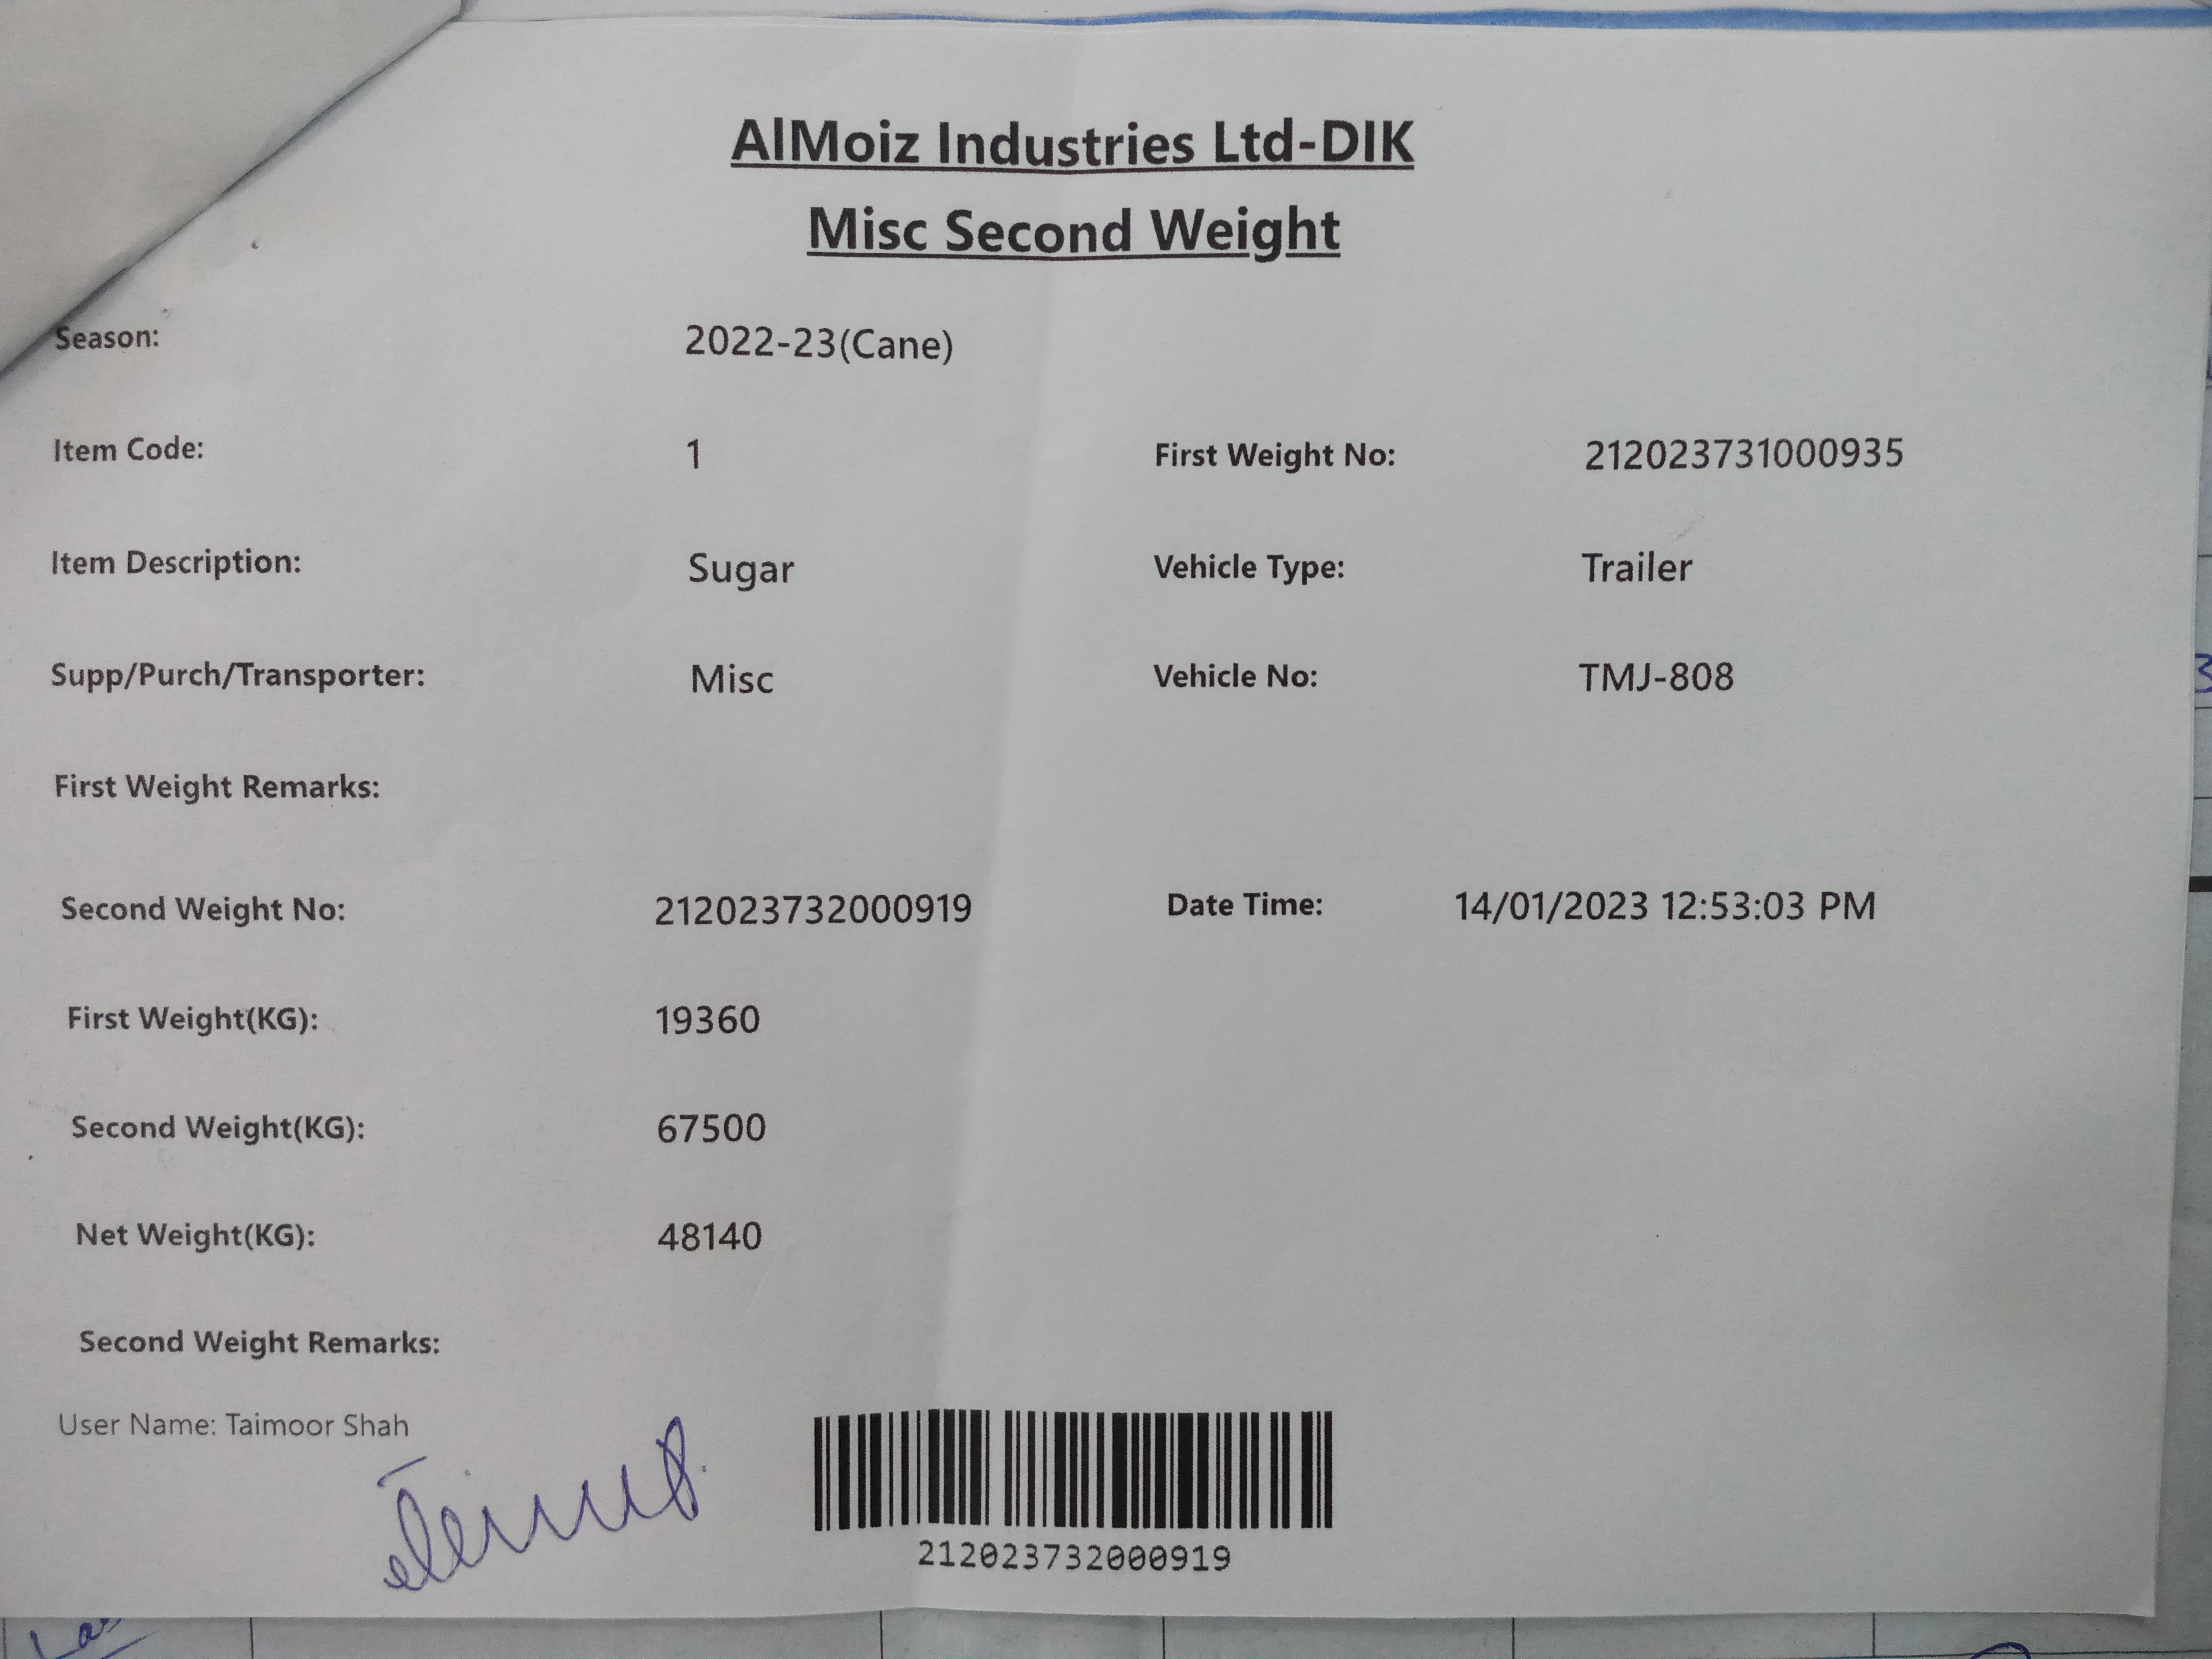 AlMoiz Industries Ltd-DIK
Misc Second Weight
Season: 2022-23(Cane)
Item Code: 1 First Weight No: 212023731000935
Item Description: Sugar Vehicle Type: Trailer
Supp/Purch/Transporter: Misc Vehicle No: TMJ-808
First Weight Remarks:
Second Weight No: 212023732000919 Date Time: 14/01/2023 12:53:03 PM
First Weight(KG): 19360
Second Weight(KG): 67500
Net Weight(KG): 48140
Second Weight Remarks:
User Name: Taimoor Shah
212023732000919